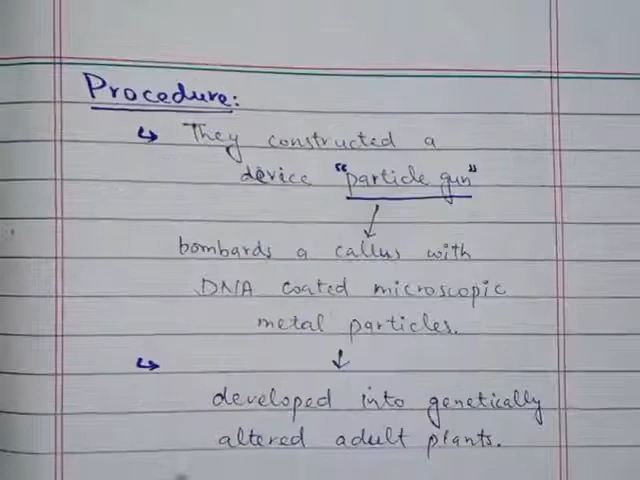 Procedure:
↳ They constructed a
device "particle gun"
↓
bombards a callus with
DNA coated microscopic
metal particles.
↳ ↓
developed into genetically
altered adult plants.